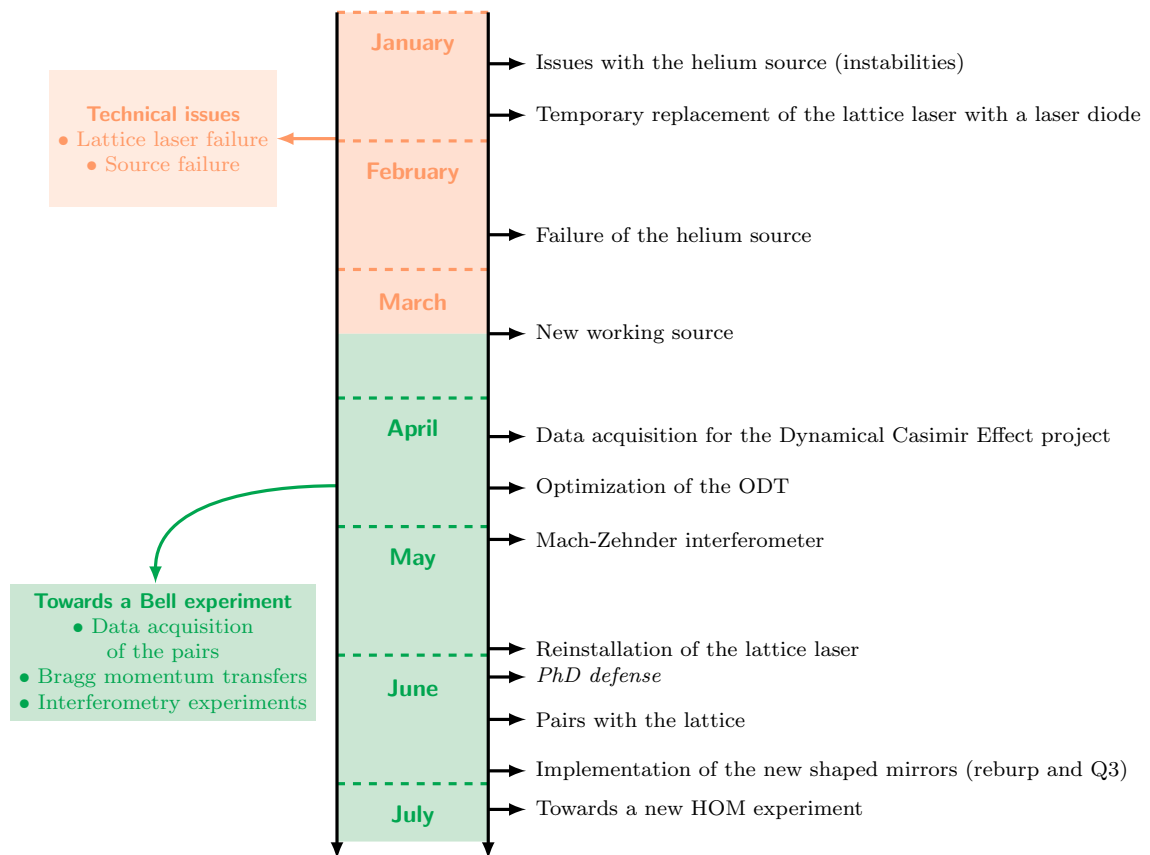 January
Issues with the helium source (instabilities)
Temporary replacement of the lattice laser with a laser diode
Technical issues
• Lattice laser failure
• Source failure
February
Failure of the helium source
March
New working source
April
Data acquisition for the Dynamical Casimir Effect project
Optimization of the ODT
Mach-Zehnder interferometer
May
Towards a Bell experiment
• Data acquisition
of the pairs
• Bragg momentum transfers
• Interferometry experiments
Reinstallation of the lattice laser
PhD defense
June
Pairs with the lattice
Implementation of the new shaped mirrors (reburp and Q3)
July
Towards a new HOM experiment